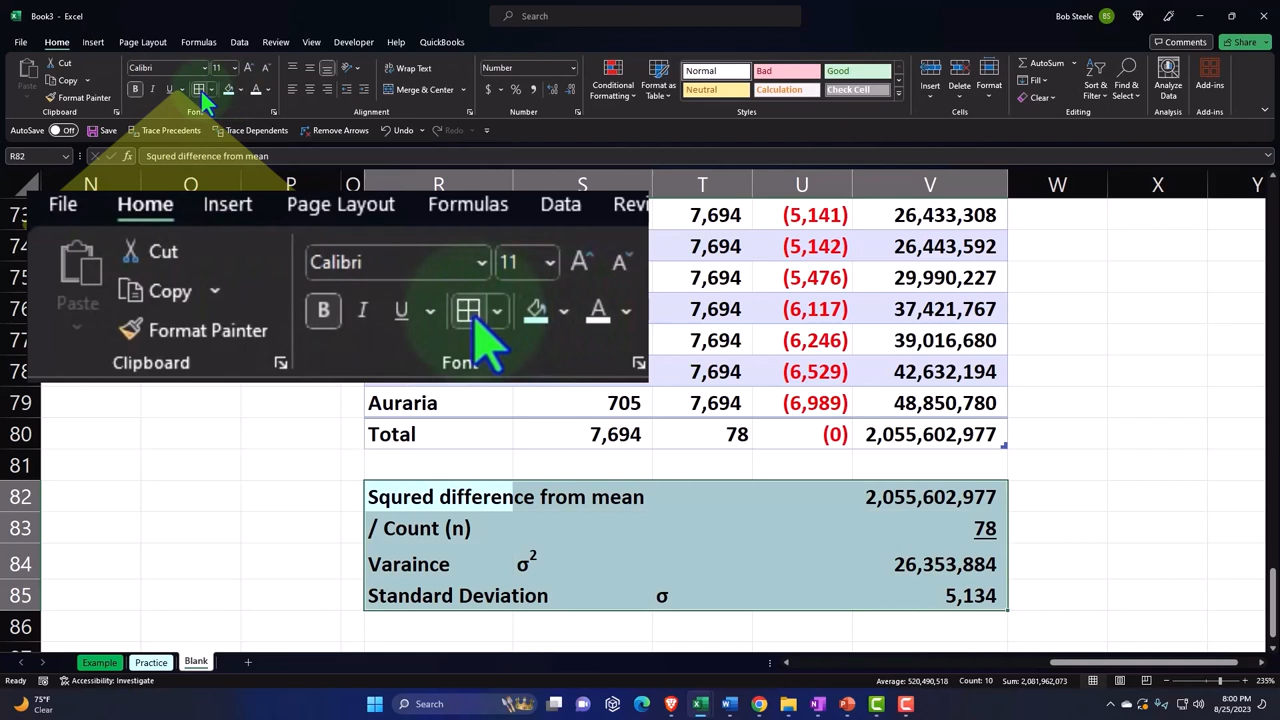 Book3 - Excel
Search
Bob Steele BS
File Home Insert Page Layout Formulas Data Review View Developer Help QuickBooks
Comments Share
Cut
Copy
Format Painter
Clipboard
Calibri 11
Wrap Text
Merge & Center
Alignment
Number
Number
Conditional Formatting
Format as Table
Normal Bad Good
Neutral Calculation Check Cell
Styles
Insert Delete Format
Cells
AutoSum
Fill
Clear
Sort & Filter
Find & Select
Editing
Analyze Data
Analysis
Add-ins
Add-ins
AutoSave Off Save Trace Precedents Trace Dependents Remove Arrows Undo Redo
R82 fx Squred difference from mean
N O P Q R S T U V W X Y
File Home Insert Page Layout Formulas Data
Cut
Calibri 11
Paste Copy
B I U A
Format Painter
Clipboard
73 7,694 (5,141) 26,433,308
74 7,694 (5,142) 26,443,592
75 7,694 (5,476) 29,990,227
76 7,694 (6,117) 37,421,767
77 7,694 (6,246) 39,016,680
78 7,694 (6,529) 42,632,194
79 Auraria 705 7,694 (6,989) 48,850,780
80 Total 7,694 78 (0) 2,055,602,977
81
82 Squred difference from mean 2,055,602,977
83 / Count (n) 78
84 Varaince σ2 26,353,884
85 Standard Deviation σ 5,134
86
Example Practice Blank
Ready Accessibility: Investigate Average: 520,490,518 Count: 10 Sum: 2,081,962,073 235%
75°F
Clear
Search
8:00 PM
8/25/2023